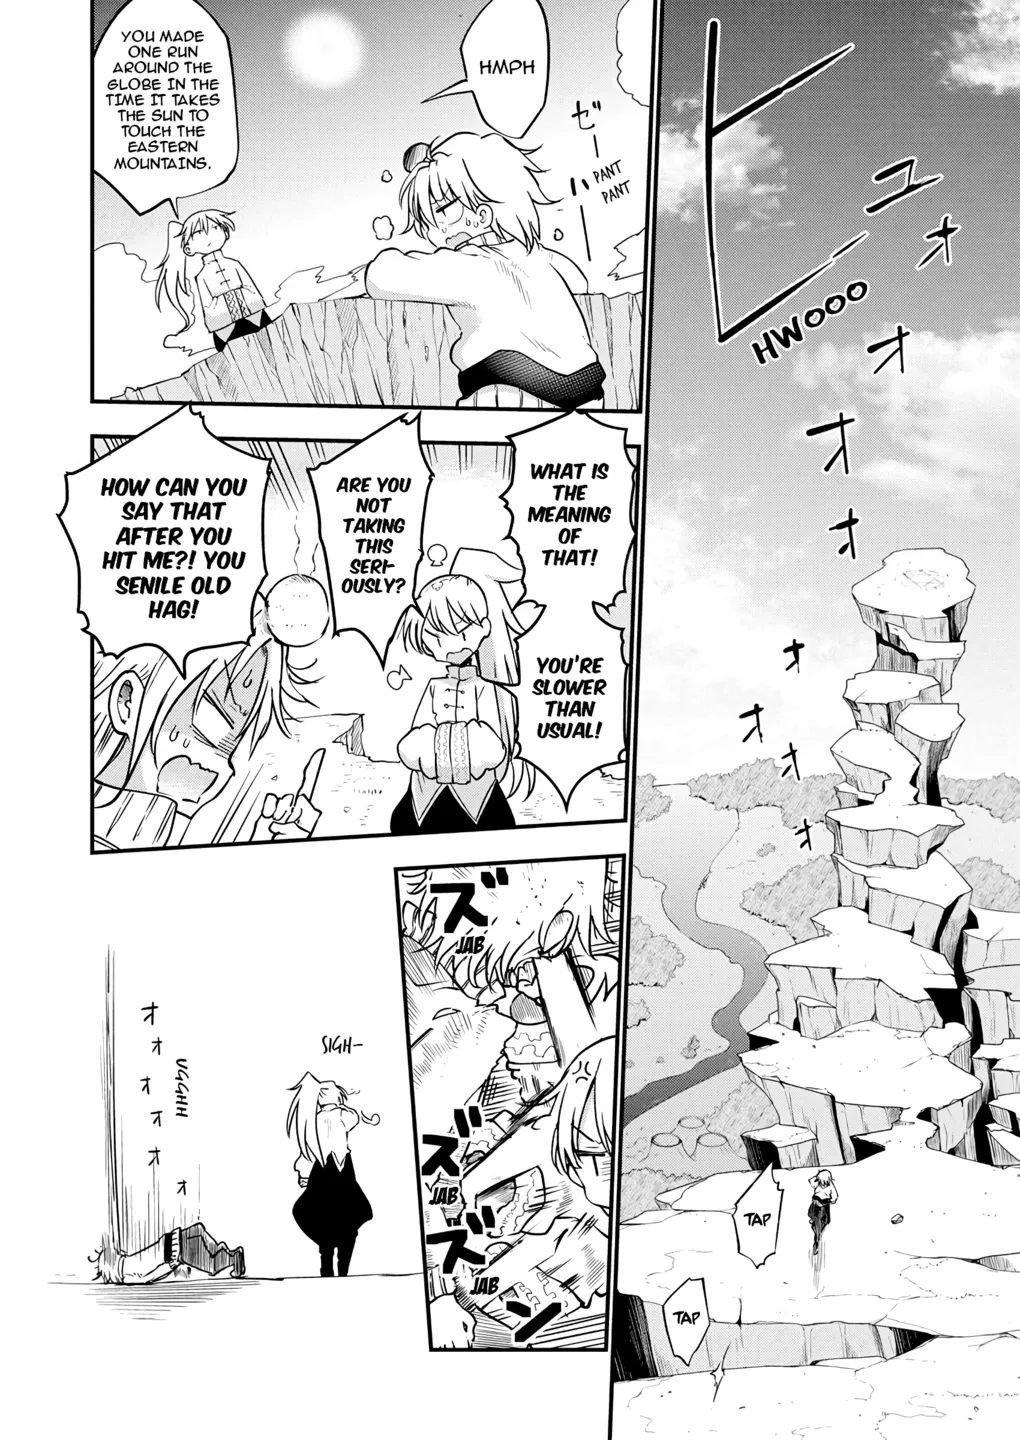 ヒュオオオオオオオオ
HWOOO
TAP
TAP
HMPH
ゼーハー
PANT
PANT
YOU MADE
ONE RUN
AROUND THE
GLOBE IN THE
TIME IT TAKES
THE SUN TO
TOUCH THE
EASTERN
MOUNTAINS.
WHAT IS
THE
MEANING
OF
THAT!
YOU'RE
SLOWER
THAN
USUAL!
ARE YOU
NOT
TAKING
THIS
SERI-
OUSLY?
HOW CAN YOU
SAY THAT
AFTER YOU
HIT ME?! YOU
SENILE OLD
HAG!
ズ
JAB
ズ
JAB
ズン
JAB
SIGH-
オオオオオ
UGGHH